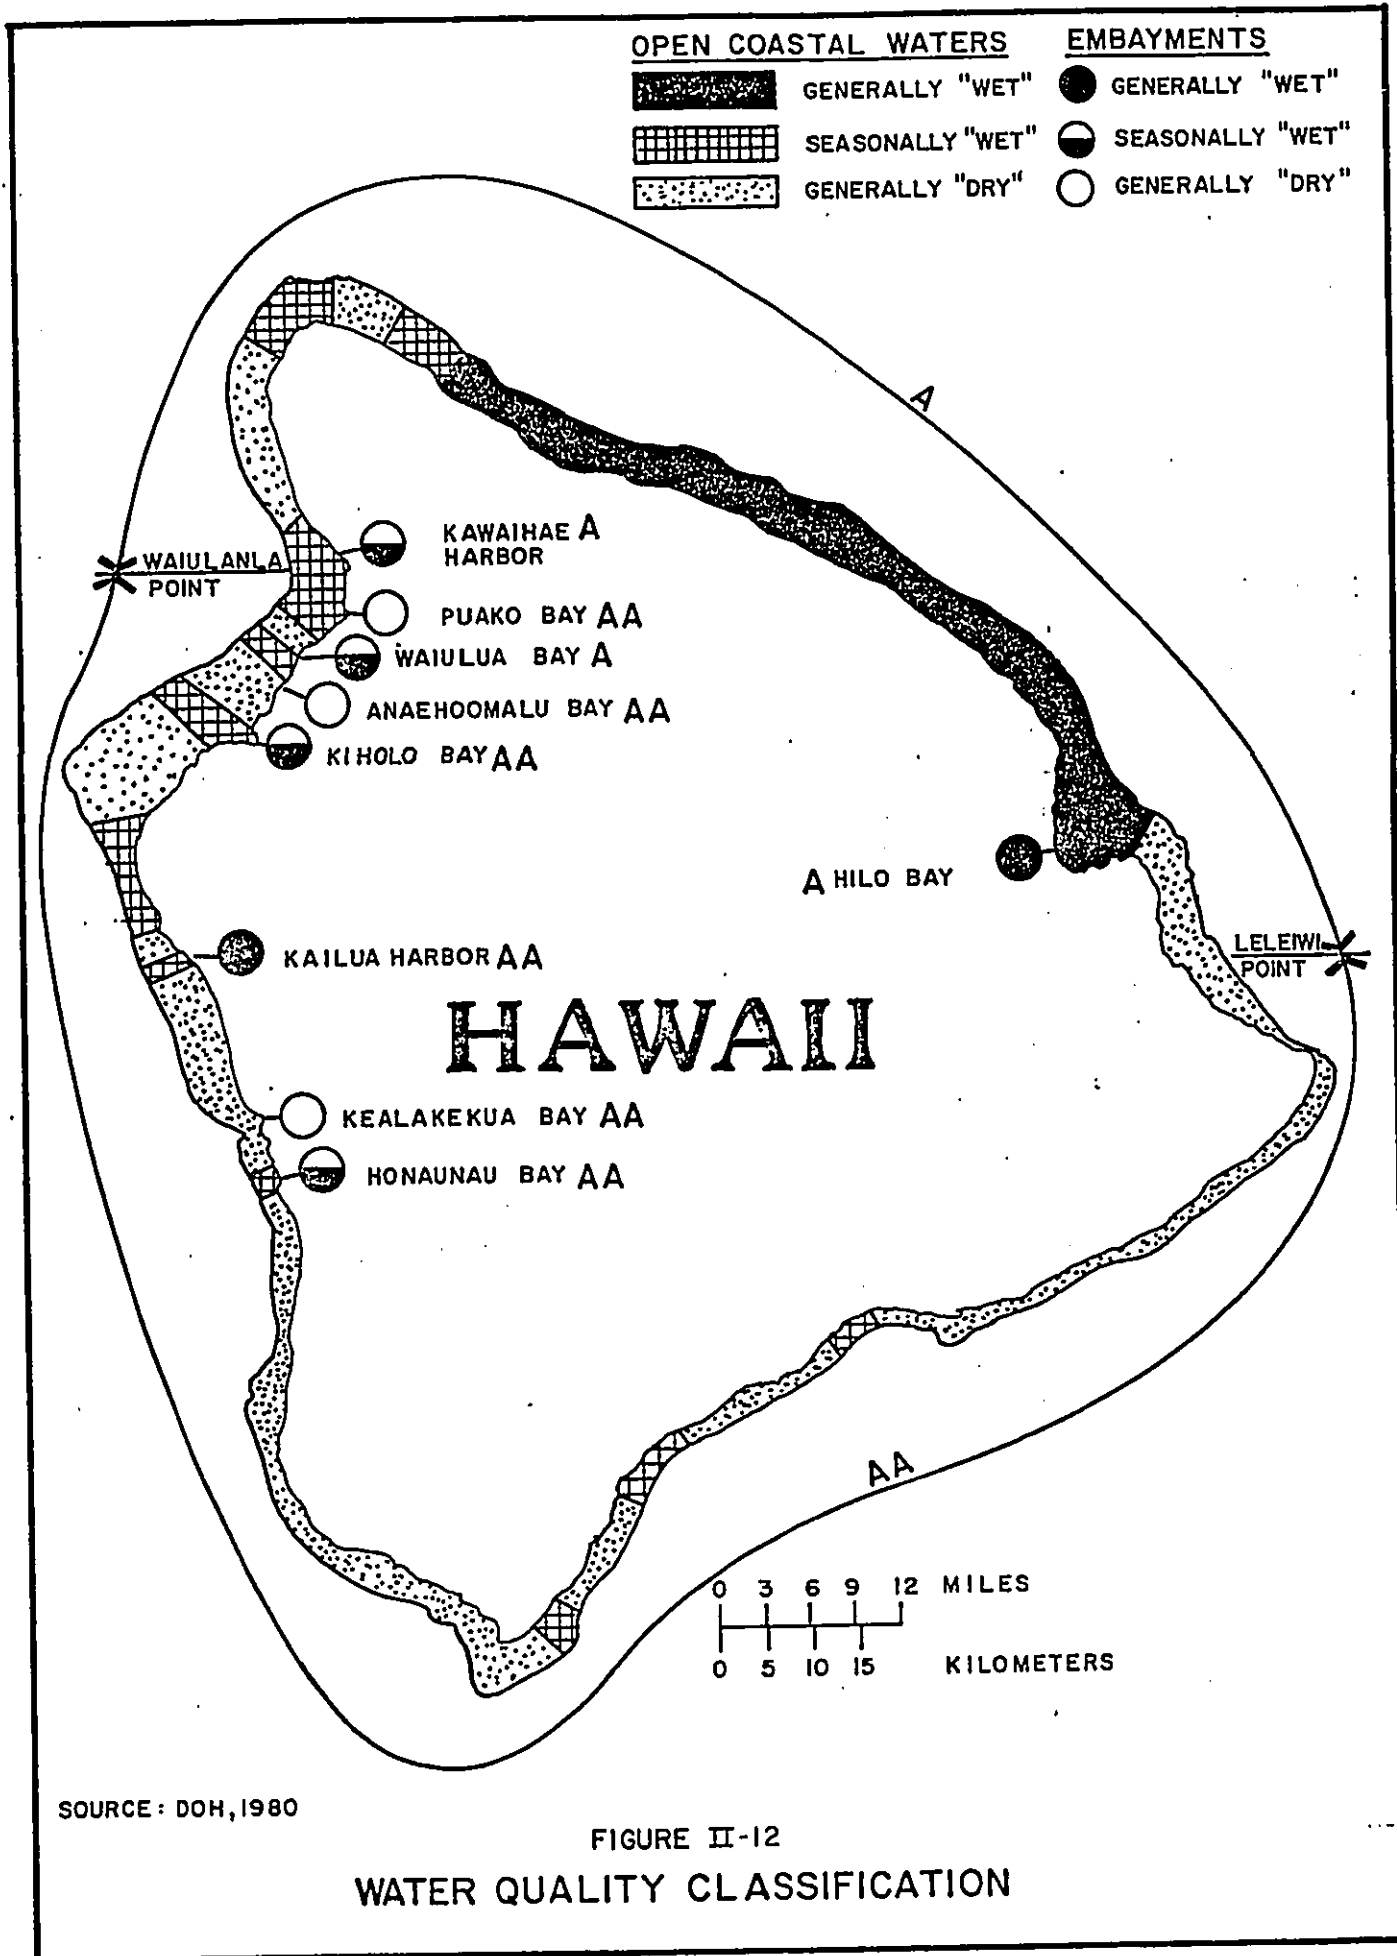 OPEN COASTAL WATERS
GENERALLY "WET"
SEASONALLY "WET"
GENERALLY "DRY"
EMBAYMENTS
GENERALLY "WET"
SEASONALLY "WET"
GENERALLY "DRY"
A
KAWAIHAE A
HARBOR
WAIULANLA
POINT
PUAKO BAY AA
WAIULUA BAY A
ANAEHOOMALU BAY AA
KIHOLO BAY AA
A HILO BAY
LELEIWI
POINT
KAILUA HARBOR AA
HAWAII
KEALAKEKUA BAY AA
HONAUNAU BAY AA
AA
0 3 6 9 12 MILES
0 5 10 15 KILOMETERS
SOURCE: DOH, 1980
FIGURE II-12
WATER QUALITY CLASSIFICATION